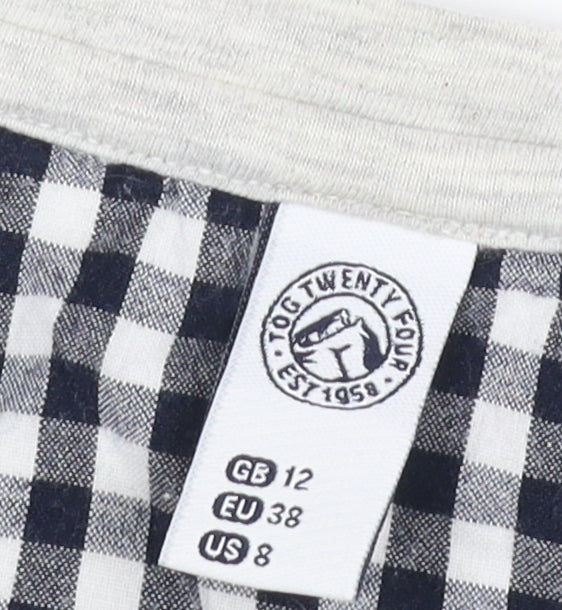 TOG TWENTY FOUR
EST 1958
GB 12
EU 38
US 8